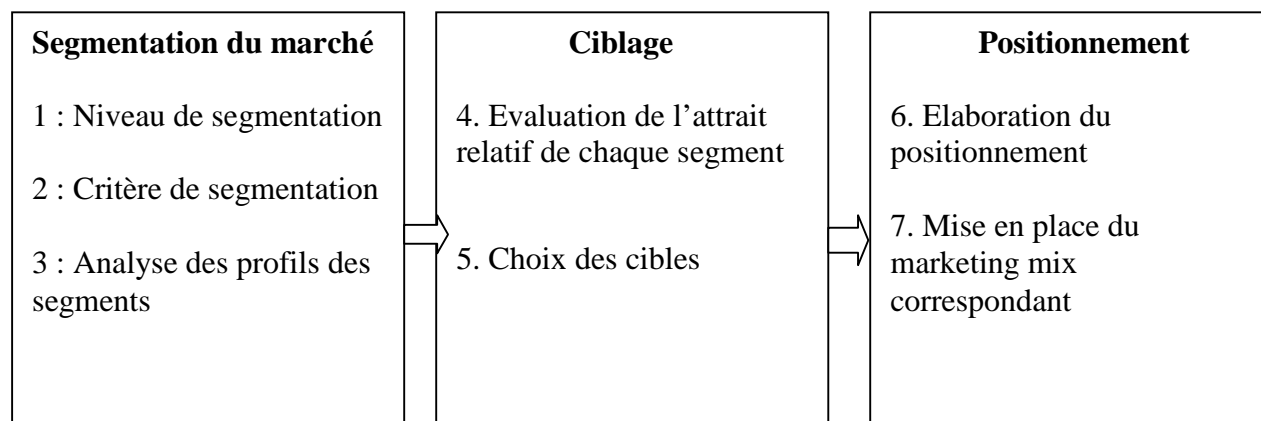 Segmentation du marché
1 : Niveau de segmentation
2 : Critère de segmentation
3 : Analyse des profils des
segments
Ciblage
4. Evaluation de l’attrait
relatif de chaque segment
5. Choix des cibles
Positionnement
6. Elaboration du
positionnement
7. Mise en place du
marketing mix
correspondant